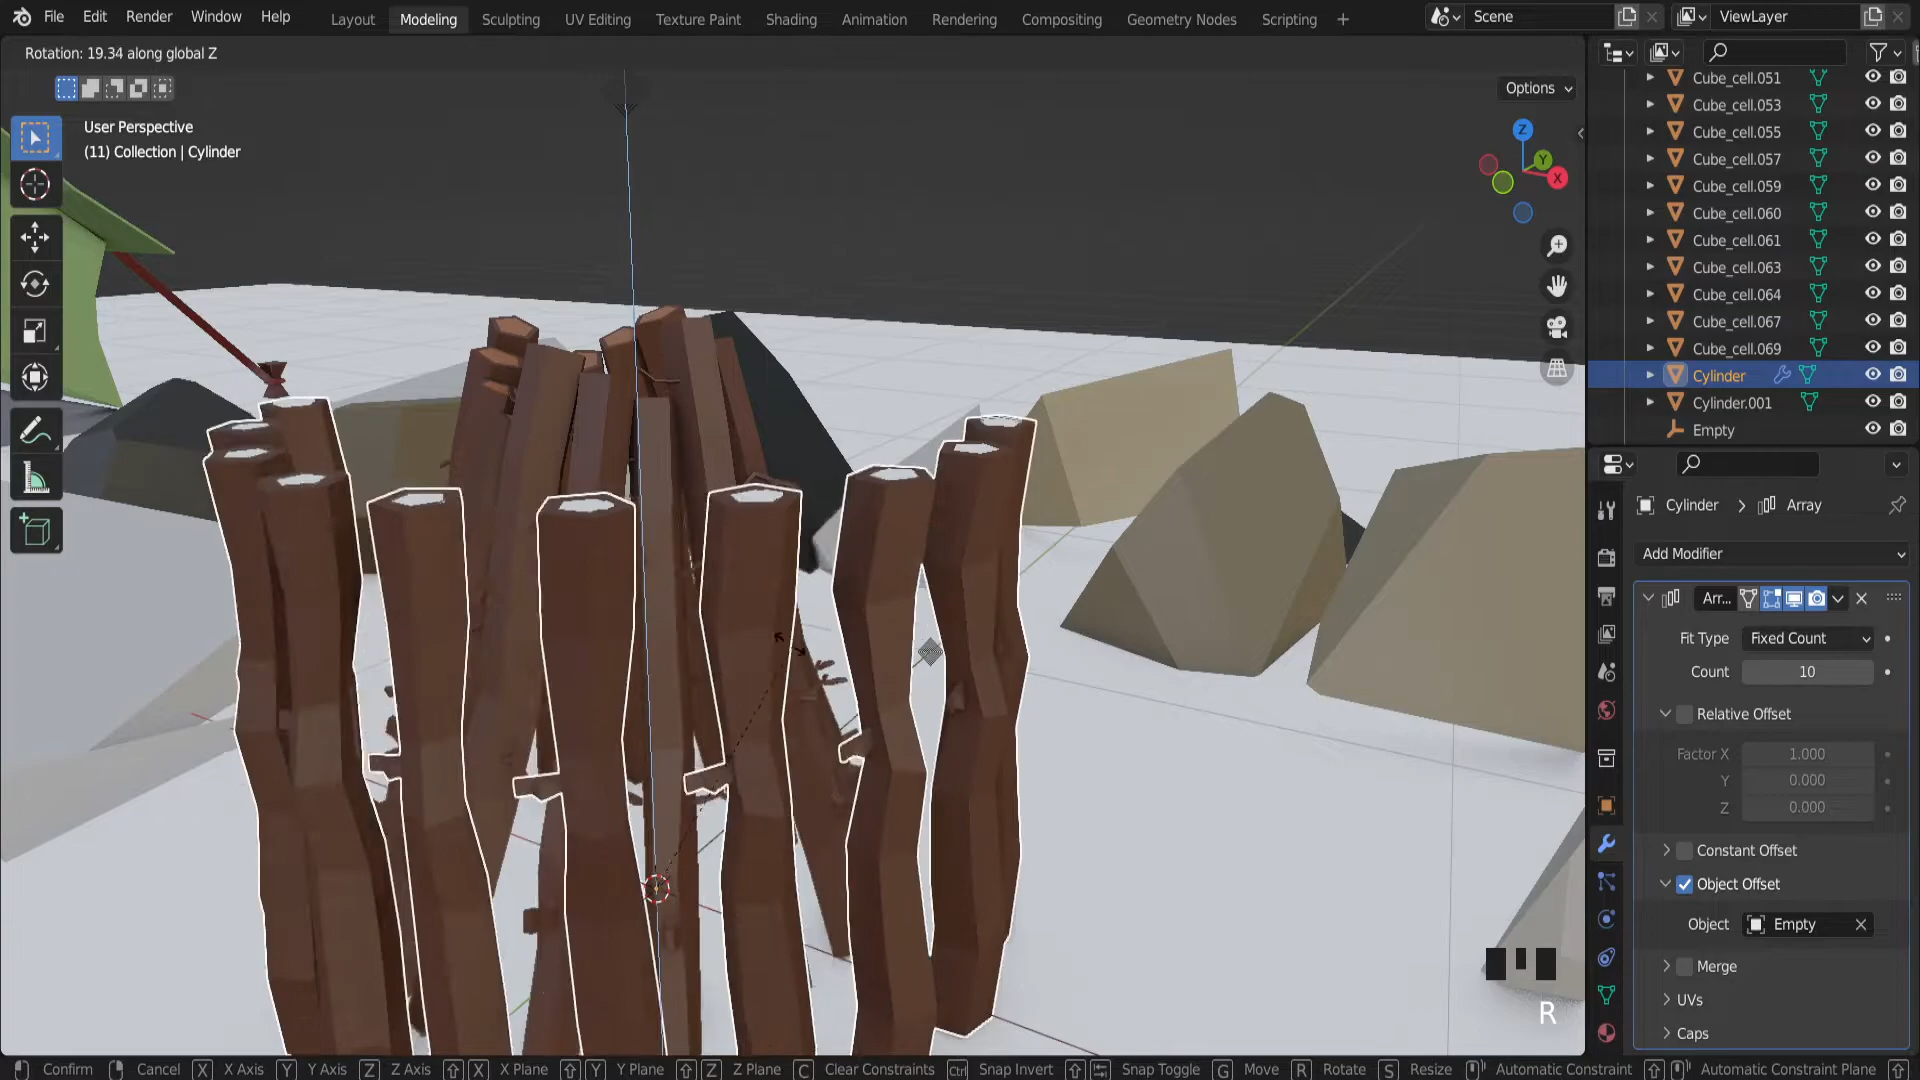 File Edit Render Window Help Layout Modeling Sculpting UV Editing Texture Paint Shading Animation Rendering Compositing Geometry Nodes Scripting + Scene ViewLayer
Rotation: 19.34 along global Z
Options
User Perspective
(11) Collection | Cylinder
Z
Y
X
Cube_cell.051
Cube_cell.053
Cube_cell.055
Cube_cell.057
Cube_cell.059
Cube_cell.060
Cube_cell.061
Cube_cell.063
Cube_cell.064
Cube_cell.067
Cube_cell.069
Cylinder
Cylinder.001
Empty
Cylinder > Array
Add Modifier
Arr...
Fit Type Fixed Count
Count 10
Relative Offset
Factor X 1.000
Y 0.000
Z 0.000
Constant Offset
Object Offset
Object Empty
Merge
UVs
Caps
R
Confirm Cancel X X Axis Y Y Axis Z Z Axis X X Plane Y Y Plane Z Z Plane C Clear Constraints Ctrl Snap Invert Snap Toggle G Move R Rotate S Resize Automatic Constraint Automatic Constraint Plane